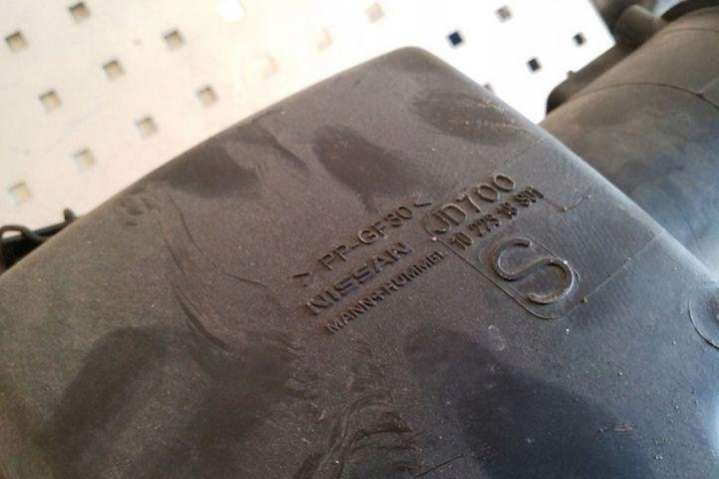 >PP-GF30<
NISSAN JD700
MANN+HUMMEL
S